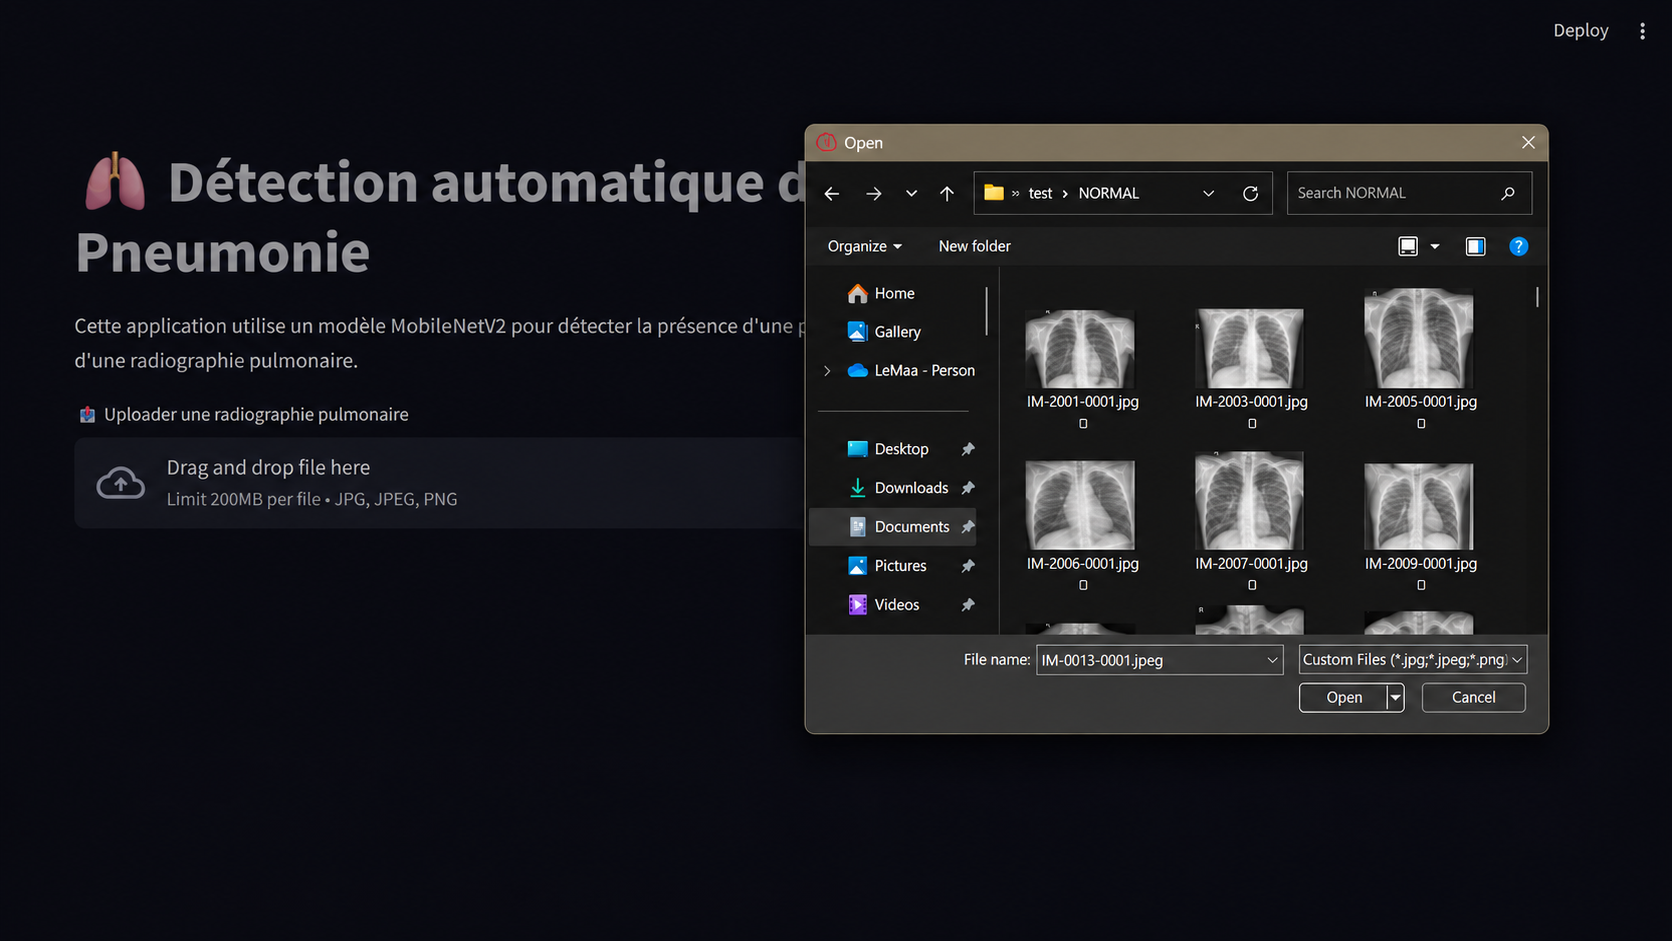 Deploy
Détection automatique d
Pneumonie
Cette application utilise un modèle MobileNetV2 pour détecter la présence d'une p
d'une radiographie pulmonaire.
Uploader une radiographie pulmonaire
Drag and drop file here
Limit 200MB per file • JPG, JPEG, PNG
Open
test › NORMAL
Search NORMAL
Organize
New folder
Home
Gallery
LeMaa - Person
Desktop
Downloads
Documents
Pictures
Videos
IM-2001-0001.jpg
IM-2003-0001.jpg
IM-2005-0001.jpg
IM-2006-0001.jpg
IM-2007-0001.jpg
IM-2009-0001.jpg
File name:
IM-0013-0001.jpeg
Custom Files (*.jpg;*.jpeg;*.png)
Open
Cancel